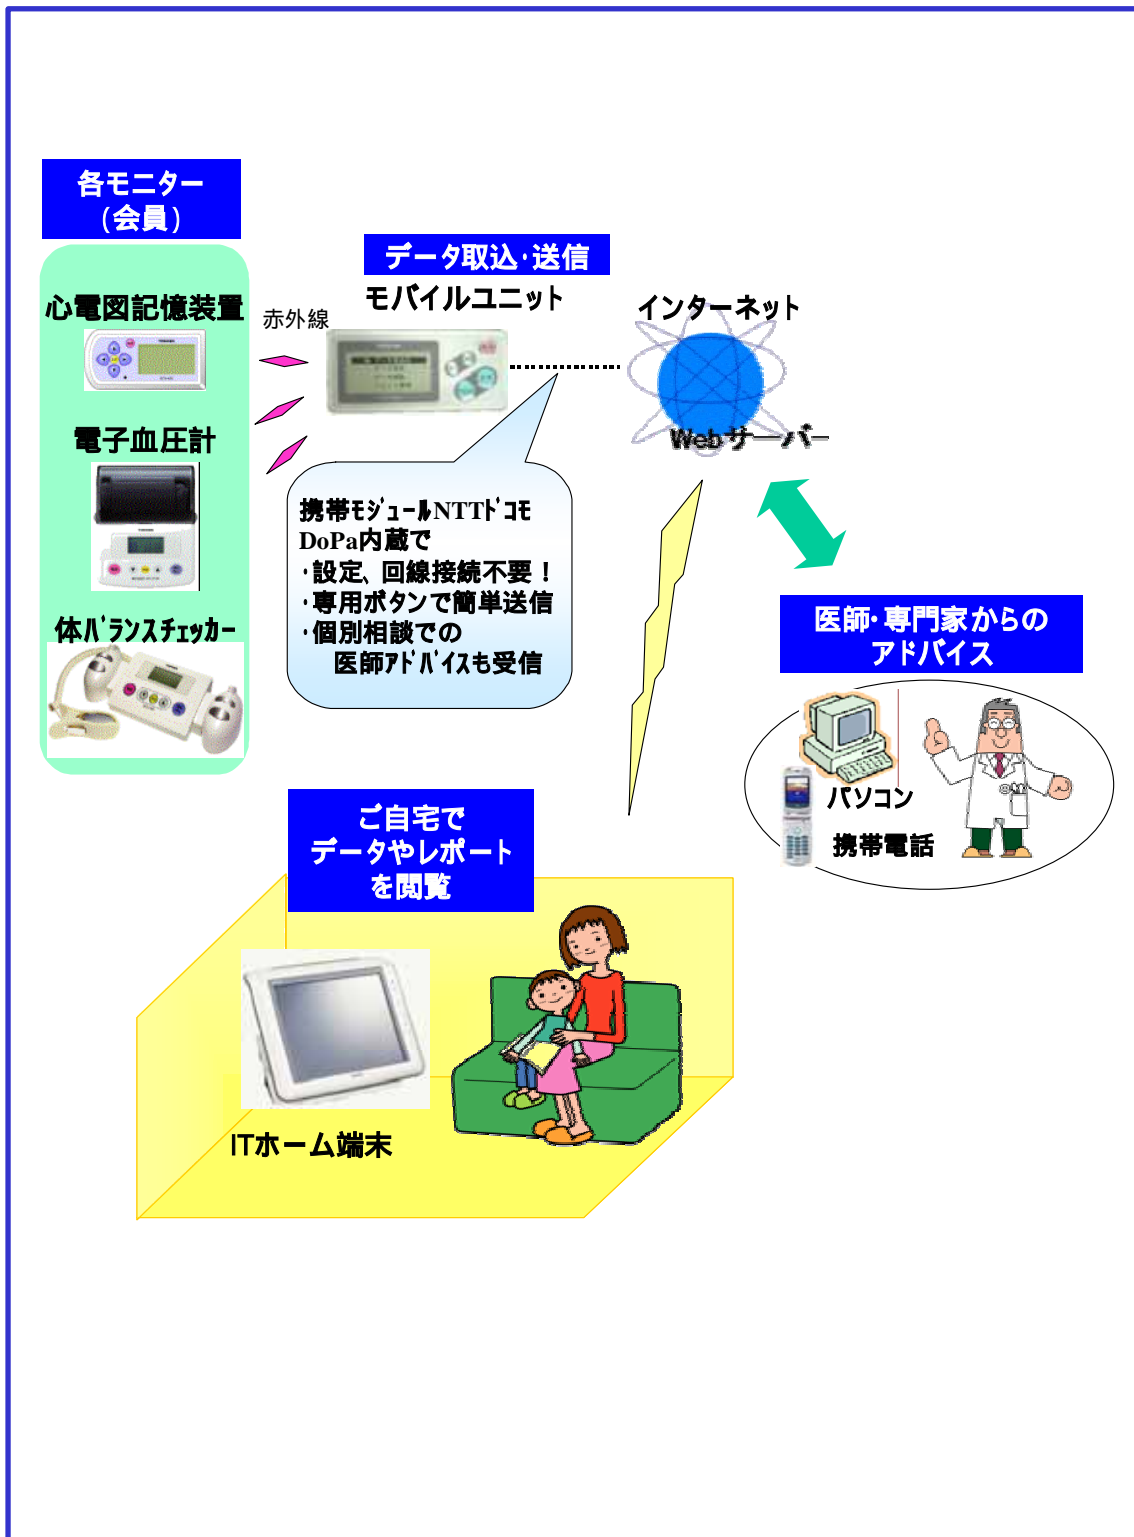 各モニター
(会員)
心電図記憶装置
電子血圧計
体ﾊﾞﾗﾝｽﾁｪｯｶｰ
赤外線
データ取込・送信
モバイルユニット
インターネット
Webサーバー
携帯ﾓｼﾞｭｰﾙNTTﾄﾞｺﾓ
DoPa内蔵で
・設定、回線接続不要！
・専用ボタンで簡単送信
・個別相談での
医師ｱﾄﾞﾊﾞｲｽも受信
医師・専門家からの
アドバイス
パソコン
携帯電話
ご自宅で
データやレポート
を閲覧
ITホーム端末